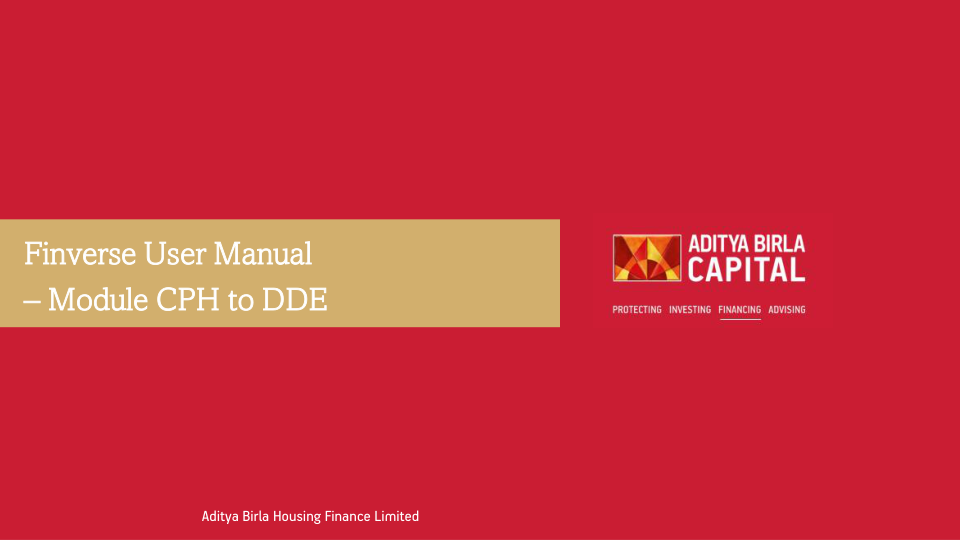 Finverse User Manual
– Module CPH to DDE
ADITYA BIRLA
CAPITAL
PROTECTING INVESTING FINANCING ADVISING
Aditya Birla Housing Finance Limited